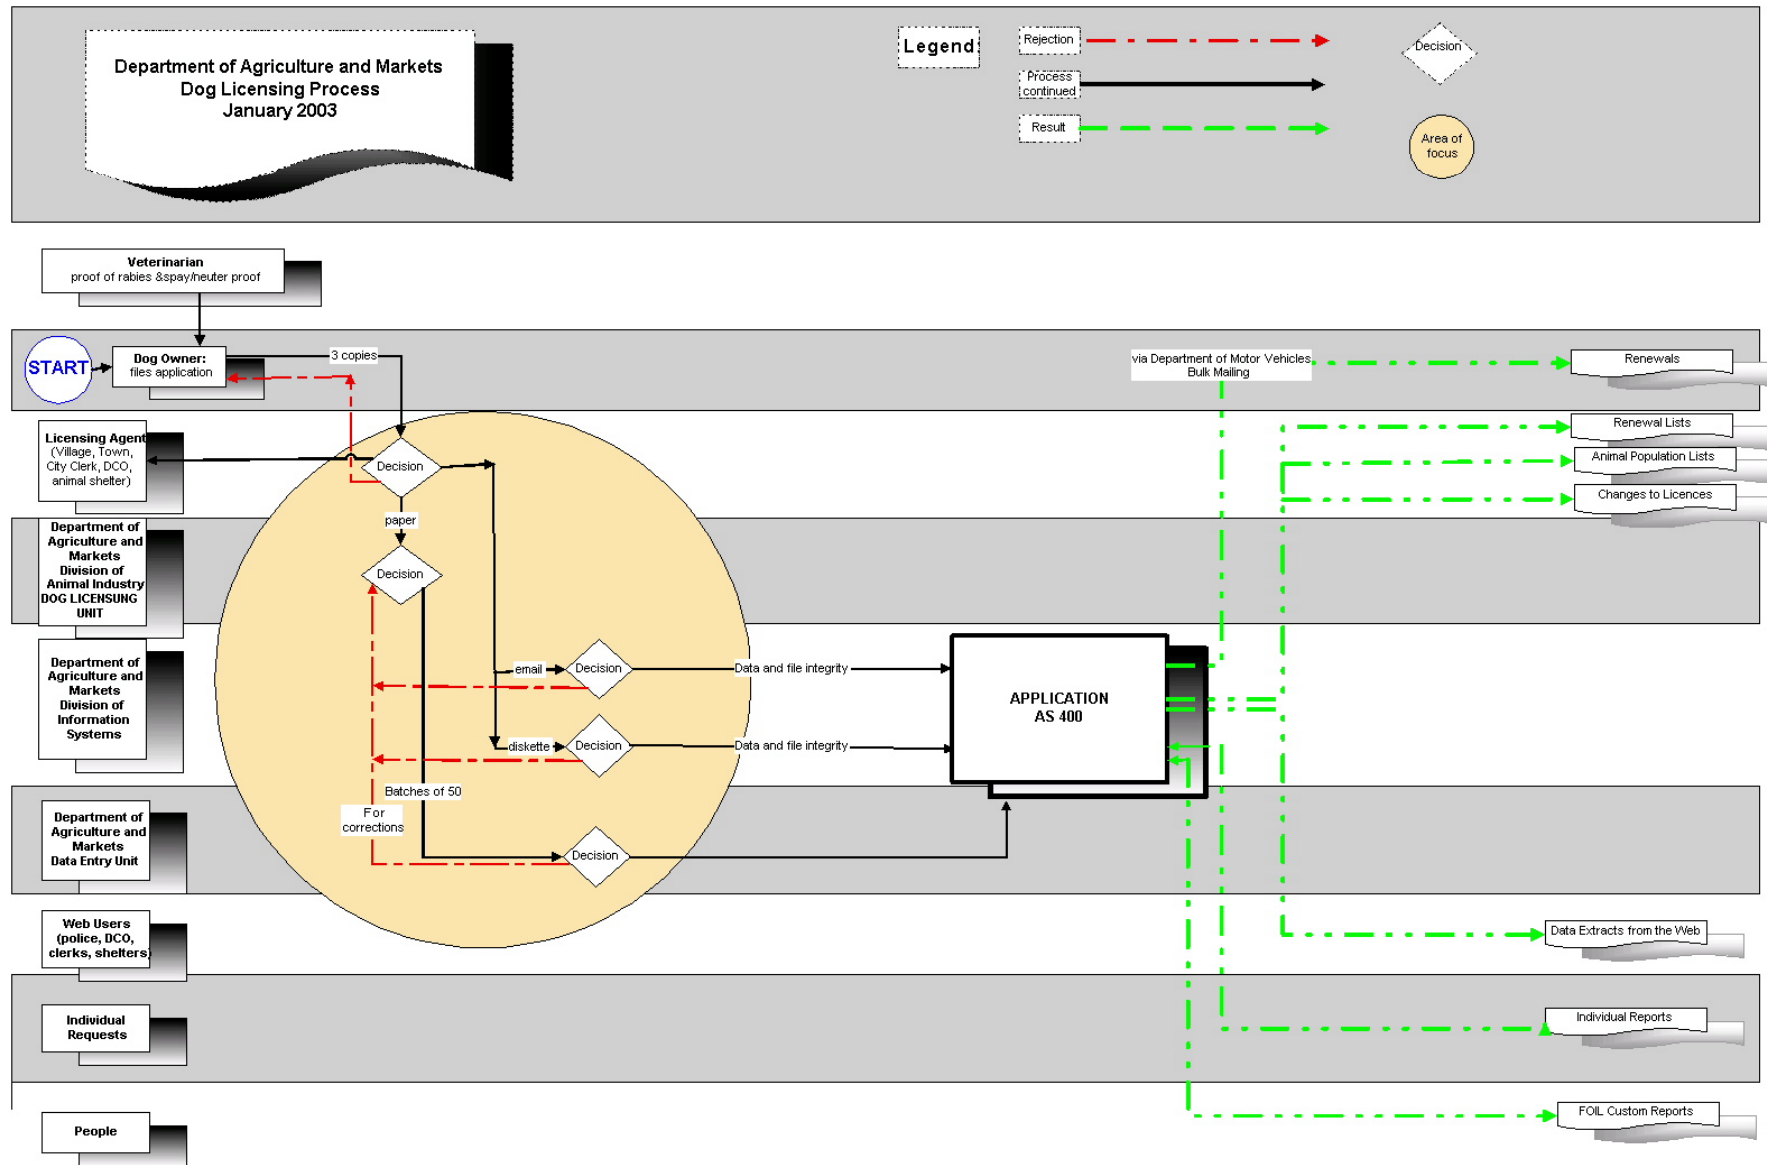 Department of Agriculture and Markets
Dog Licensing Process
January 2003
Legend
Rejection
Process
continued
Result
Decision
Area of
focus
Veterinarian
proof of rabies &spay/neuter proof
START
Dog Owner:
files application
3 copies
via Department of Motor Vehicles
Bulk Mailing
Renewals
Licensing Agent
(Village, Town,
City Clerk, DCO,
animal shelter)
Decision
Renewal Lists
Animal Population Lists
Changes to Licences
paper
Department of
Agriculture and
Markets
Division of
Animal Industry
DOG LICENSUNG
UNIT
Decision
Department of
Agriculture and
Markets
Division of
Information
Systems
email
Decision
Data and file integrity
diskette
Decision
Data and file integrity
APPLICATION
AS 400
Batches of 50
For
corrections
Department of
Agriculture and
Markets
Data Entry Unit
Decision
Web Users
(police, DCO,
clerks, shelters)
Data Extracts from the Web
Individual
Requests
Individual Reports
People
FOIL Custom Reports